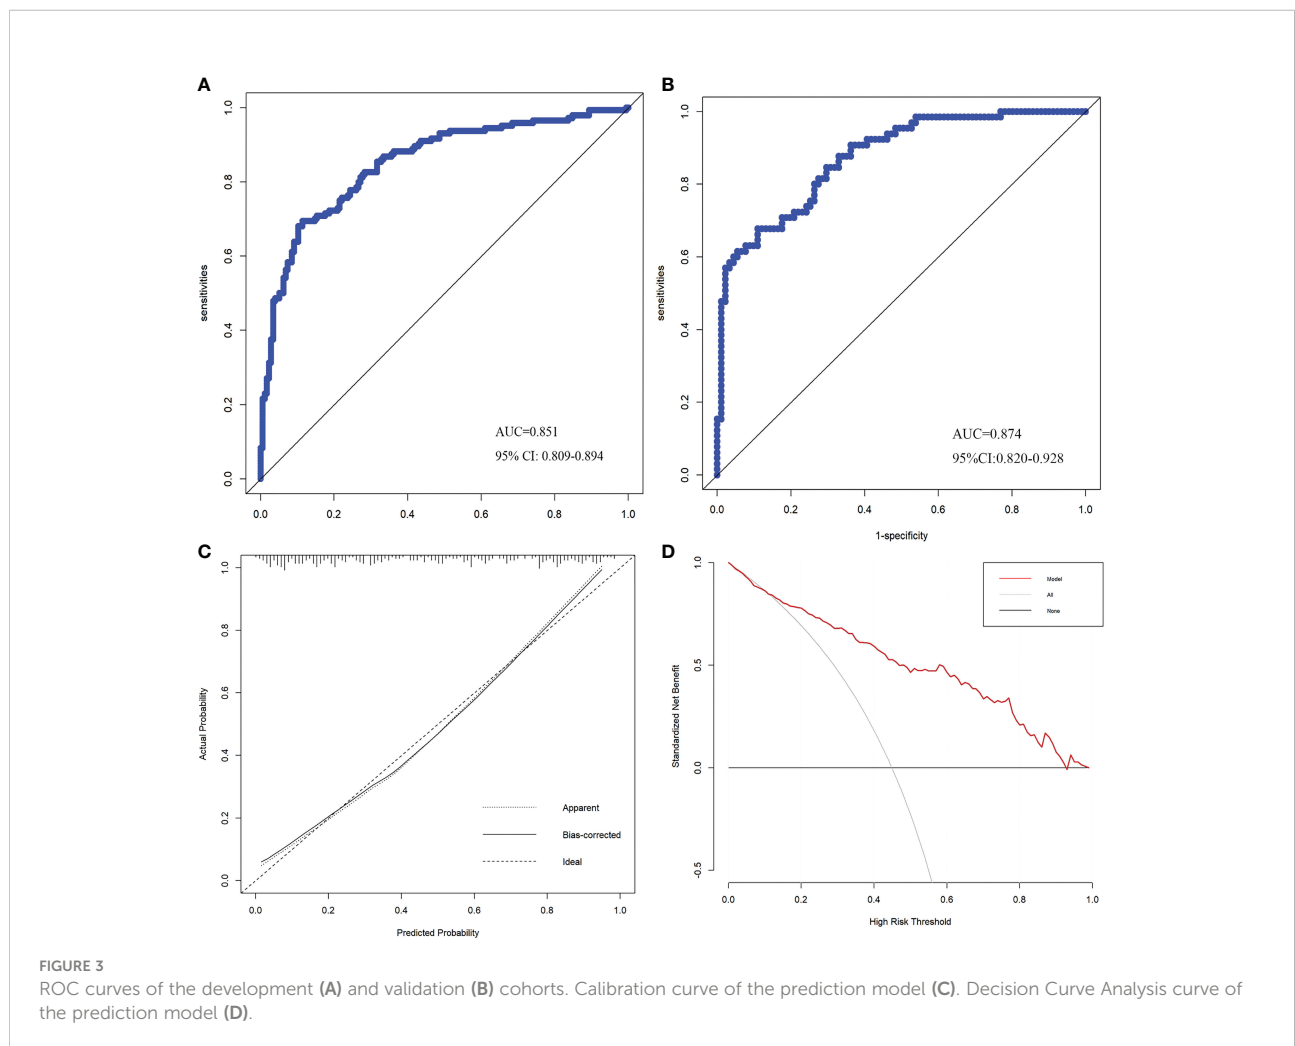 A
1.0
0.8
0.6
0.4
0.2
0.0
sensitivities
AUC=0.851
95% CI: 0.809-0.894
0.0 0.2 0.4 0.6 0.8 1.0
B
1.0
0.8
0.6
0.4
0.2
0.0
sensitivities
AUC=0.874
95%CI:0.820-0.928
0.0 0.2 0.4 0.6 0.8 1.0
1-specificity
C
1.0
0.8
0.6
0.4
0.2
0.0
Actual Probability
Apparent
Bias-corrected
Ideal
0.0 0.2 0.4 0.6 0.8 1.0
Predicted Probability
D
1.0
0.5
0.0
-0.5
Standardized Net Benefit
Model
All
None
0.0 0.2 0.4 0.6 0.8 1.0
High Risk Threshold
FIGURE 3
ROC curves of the development (A) and validation (B) cohorts. Calibration curve of the prediction model (C). Decision Curve Analysis curve of
the prediction model (D).